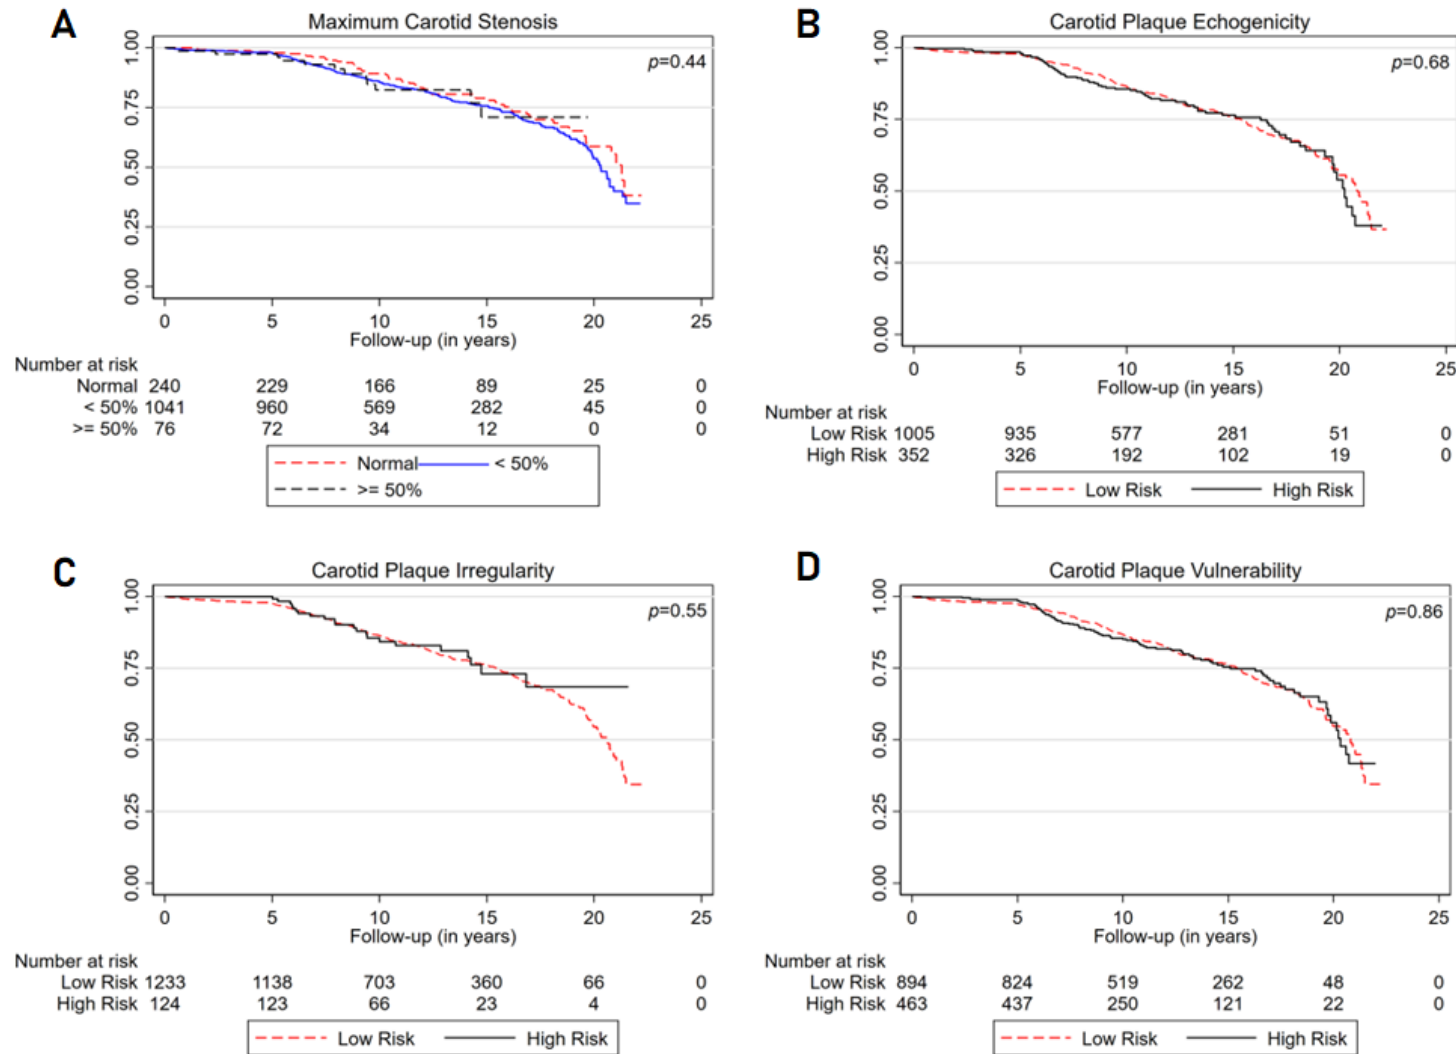 A
Maximum Carotid Stenosis
p=0.44
1.00
0.75
0.50
0.25
0.00
0 5 10 15 20 25
Follow-up (in years)
Number at risk
Normal 240 229 166 89 25 0
< 50% 1041 960 569 282 45 0
>= 50% 76 72 34 12 0 0
Normal < 50%
>= 50%
B
Carotid Plaque Echogenicity
p=0.68
1.00
0.75
0.50
0.25
0.00
0 5 10 15 20 25
Follow-up (in years)
Number at risk
Low Risk 1005 935 577 281 51 0
High Risk 352 326 192 102 19 0
Low Risk High Risk
C
Carotid Plaque Irregularity
p=0.55
1.00
0.75
0.50
0.25
0.00
0 5 10 15 20 25
Follow-up (in years)
Number at risk
Low Risk 1233 1138 703 360 66 0
High Risk 124 123 66 23 4 0
Low Risk High Risk
D
Carotid Plaque Vulnerability
p=0.86
1.00
0.75
0.50
0.25
0.00
0 5 10 15 20 25
Follow-up (in years)
Number at risk
Low Risk 894 824 519 262 48 0
High Risk 463 437 250 121 22 0
Low Risk High Risk